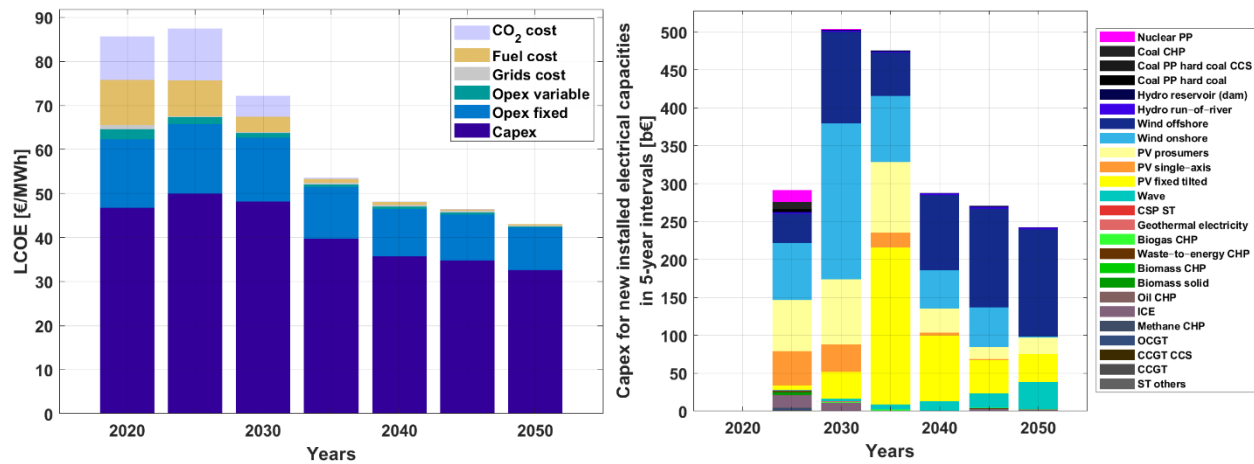 90
80
70
60
50
40
30
20
10
0
LCOE [€/MWh]
2020
2030
2040
2050
Years
CO2 cost
Fuel cost
Grids cost
Opex variable
Opex fixed
Capex
Capex for new installed electrical capacities
in 5-year intervals [b€]
500
450
400
350
300
250
200
150
100
50
0
2020
2030
2040
2050
Years
Nuclear PP
Coal CHP
Coal PP hard coal CCS
Coal PP hard coal
Hydro reservoir (dam)
Hydro run-of-river
Wind offshore
Wind onshore
PV prosumers
PV single-axis
PV fixed tilted
Wave
CSP ST
Geothermal electricity
Biogas CHP
Waste-to-energy CHP
Biomass CHP
Biomass solid
Oil CHP
ICE
Methane CHP
OCGT
CCGT CCS
CCGT
ST others